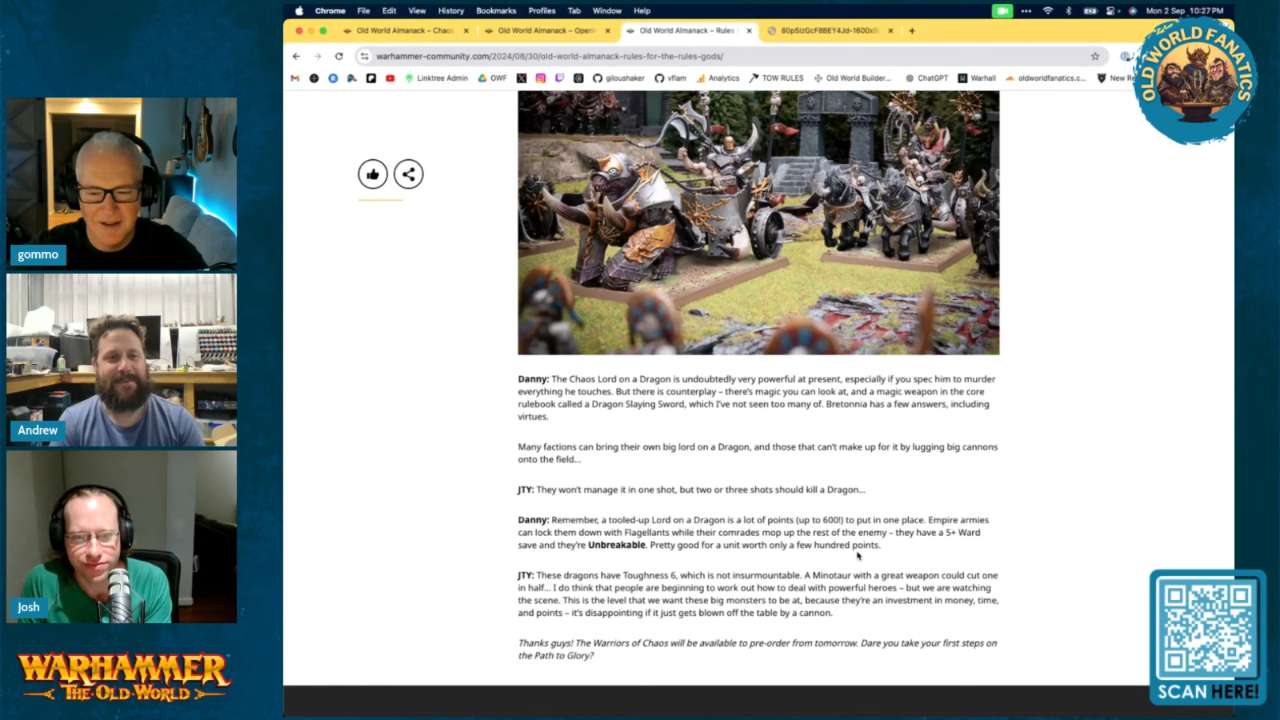 Chrome File Edit View History Bookmarks Profiles Tab Window Help
Mon 2 Sep 10:27PM
Old World Almanack – Chaos
Old World Almanack – Open
Old World Almanack – Rules
80p5IzGcF8BEY4Jd-1600x
warhammer-community.com/2024/08/30/old-world-almanack-rules-for-the-rules-gods/
Linktree Admin OWF giloushaker vflam Analytics TOW RULES Old World Builder... ChatGPT Warhall oldworldfanatics.c... New Re
OLD WORLD FANATICS
gommo
Andrew
Josh
Danny: The Chaos Lord on a Dragon is undoubtedly very powerful at present, especially if you spec him to murder
everything he touches. But there is counterplay – there's magic you can look at, and a magic weapon in the core
rulebook called a Dragon Slaying Sword, which I've not seen too many of. Bretonnia has a few answers, including
virtues.
Many factions can bring their own big lord on a Dragon, and those that can't make up for it by lugging big cannons
onto the field...
JTY: They won't manage it in one shot, but two or three shots should kill a Dragon...
Danny: Remember, a tooled-up Lord on a Dragon is a lot of points (up to 600!) to put in one place. Empire armies
can lock them down with Flagellants while their comrades mop up the rest of the enemy – they have a 5+ Ward
save and they're Unbreakable. Pretty good for a unit worth only a few hundred points.
JTY: These dragons have Toughness 6, which is not insurmountable. A Minotaur with a great weapon could cut one
in half... I do think that people are beginning to work out how to deal with powerful heroes – but we are watching
the scene. This is the level that we want these big monsters to be at, because they're an investment in money, time,
and points – it's disappointing if it just gets blown off the table by a cannon.
Thanks guys! The Warriors of Chaos will be available to pre-order from tomorrow. Dare you take your first steps on
the Path to Glory?
WARHAMMER
THE OLD WORLD
SCAN HERE!